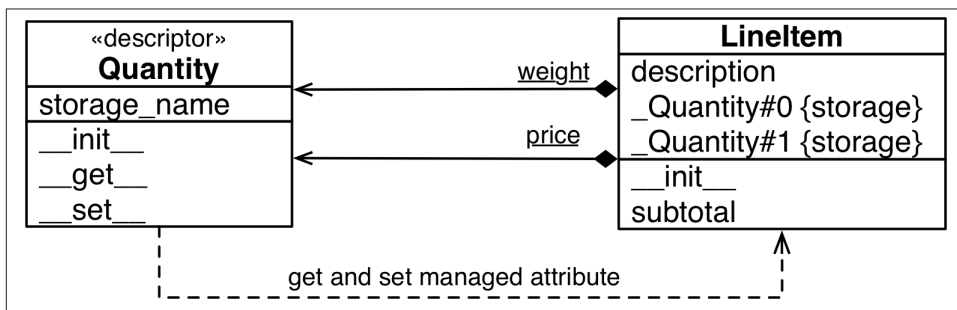 «descriptor»
Quantity
storage_name
__init__
__get__
__set__
weight
price
LineItem
description
_Quantity#0 {storage}
_Quantity#1 {storage}
__init__
subtotal
get and set managed attribute